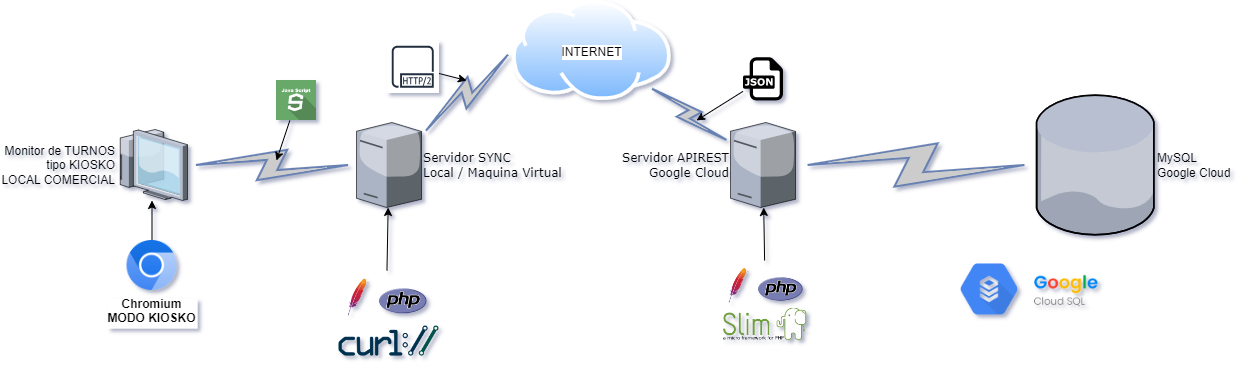 INTERNET
HTTP/2
JSON
Java Script
S
Monitor de TURNOS
tipo KIOSKO
LOCAL COMERCIAL
Servidor SYNC
Local / Maquina Virtual
Servidor APIREST
Google Cloud
MySQL
Google Cloud
Chromium
MODO KIOSKO
php
curl://
php
Slim
a micro framework for PHP
Google
Cloud SQL